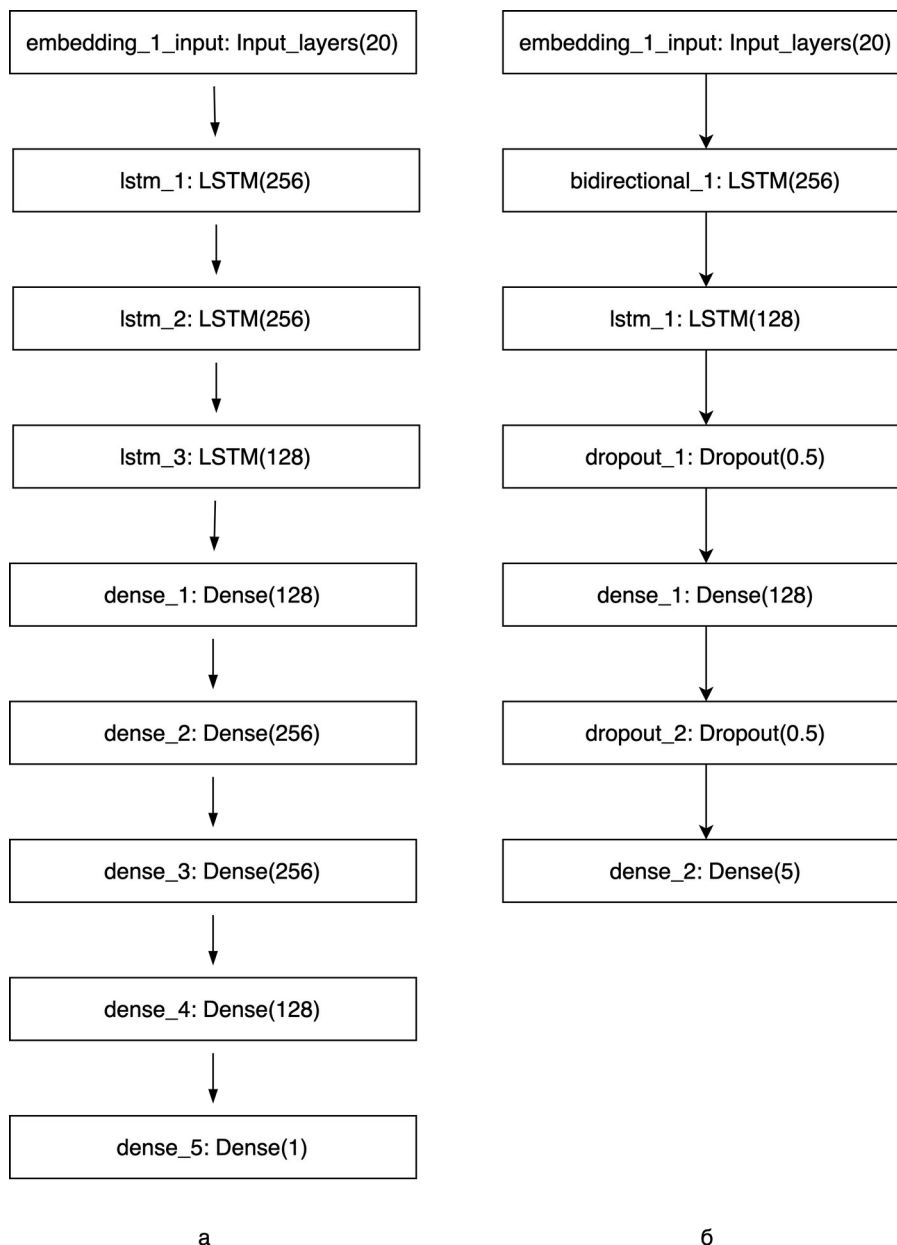 embedding_1_input: Input_layers(20)
lstm_1: LSTM(256)
lstm_2: LSTM(256)
lstm_3: LSTM(128)
dense_1: Dense(128)
dense_2: Dense(256)
dense_3: Dense(256)
dense_4: Dense(128)
dense_5: Dense(1)
а
embedding_1_input: Input_layers(20)
bidirectional_1: LSTM(256)
lstm_1: LSTM(128)
dropout_1: Dropout(0.5)
dense_1: Dense(128)
dropout_2: Dropout(0.5)
dense_2: Dense(5)
б